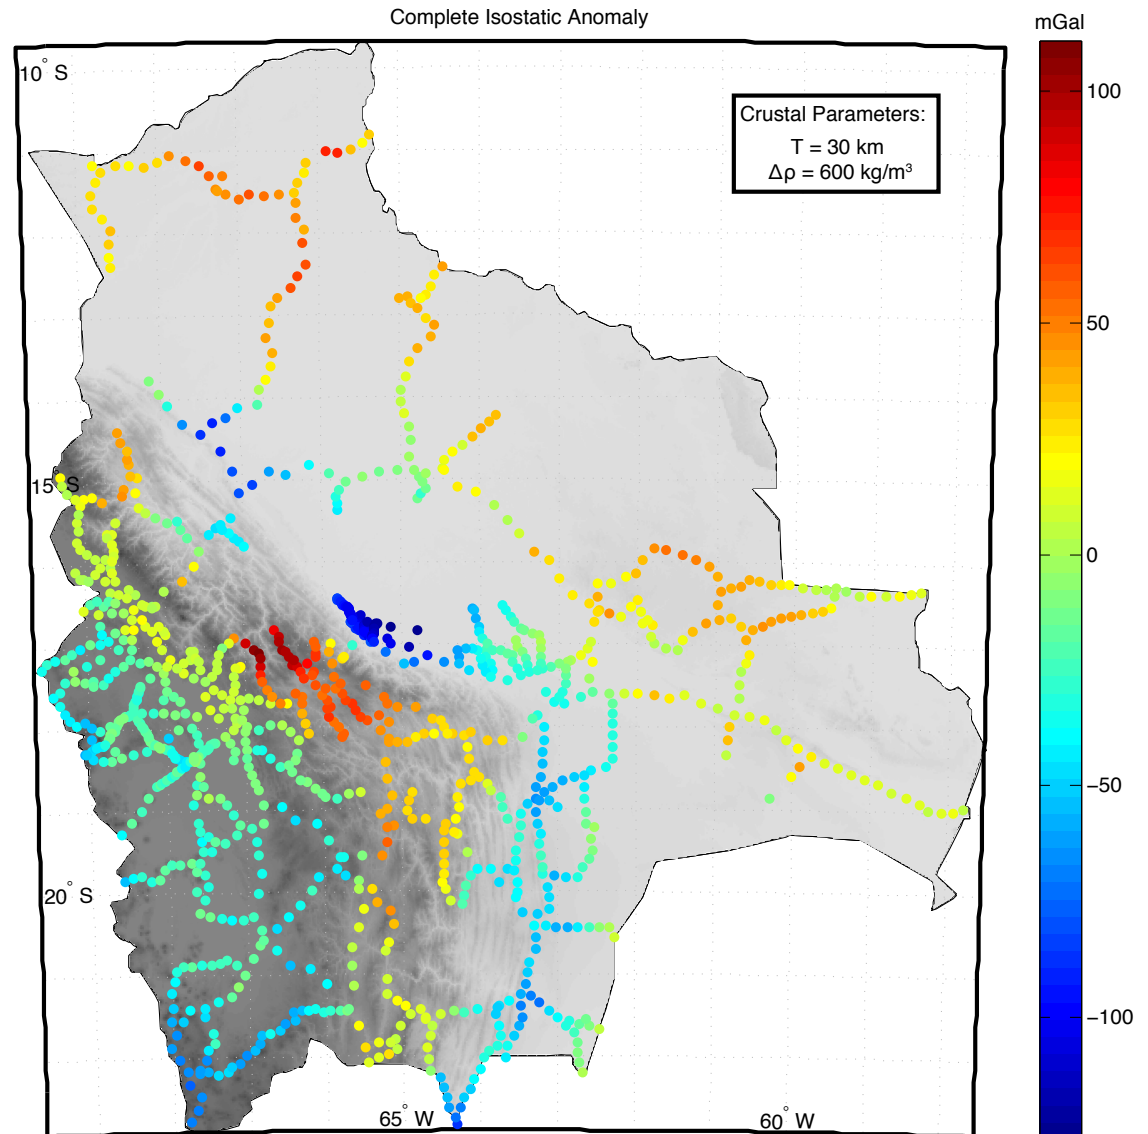 Complete Isostatic Anomaly
mGal
10° S
Crustal Parameters:
T = 30 km
Δρ = 600 kg/m³
100
50
15° S
0
−50
20° S
−100
65° W
60° W